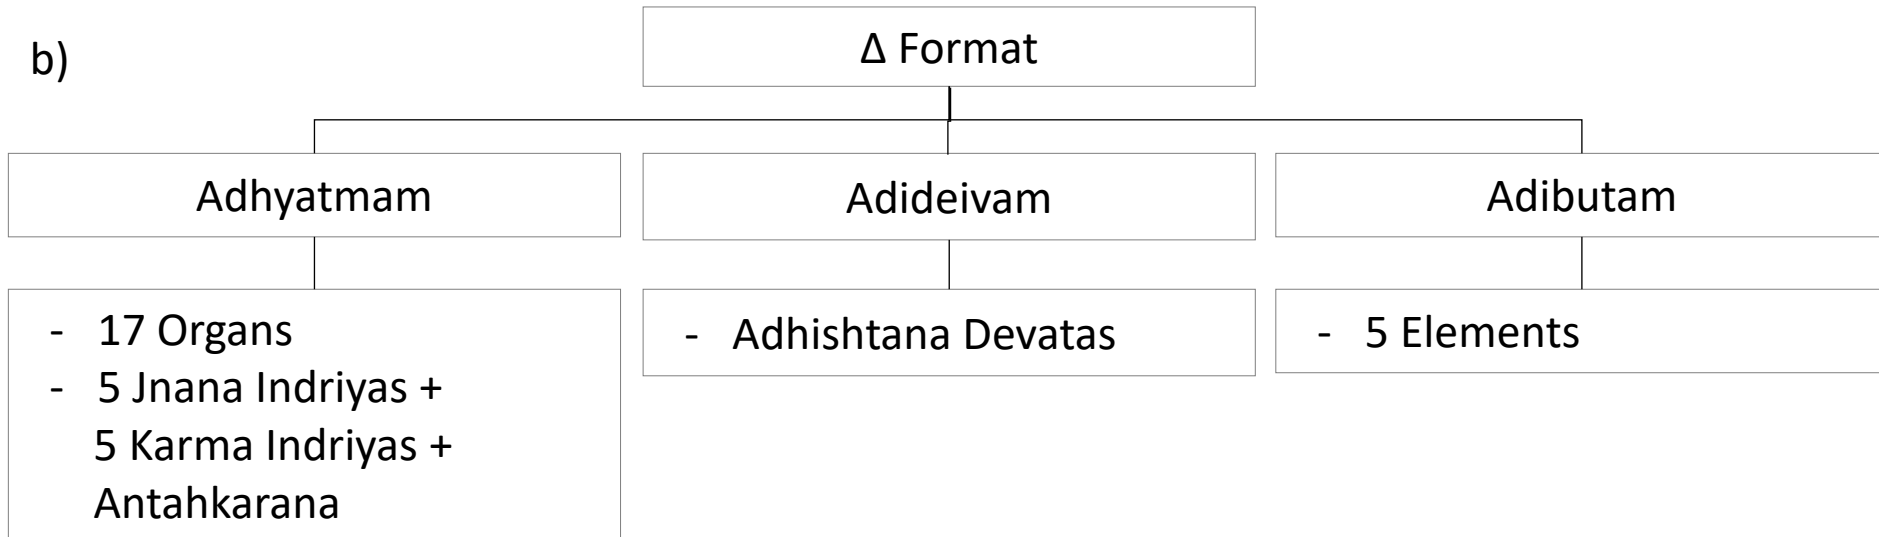 b)
Δ Format
Adhyatmam
Adideivam
Adibutam
- 17 Organs
- 5 Jnana Indriyas +
5 Karma Indriyas +
Antahkarana
- Adhishtana Devatas
- 5 Elements